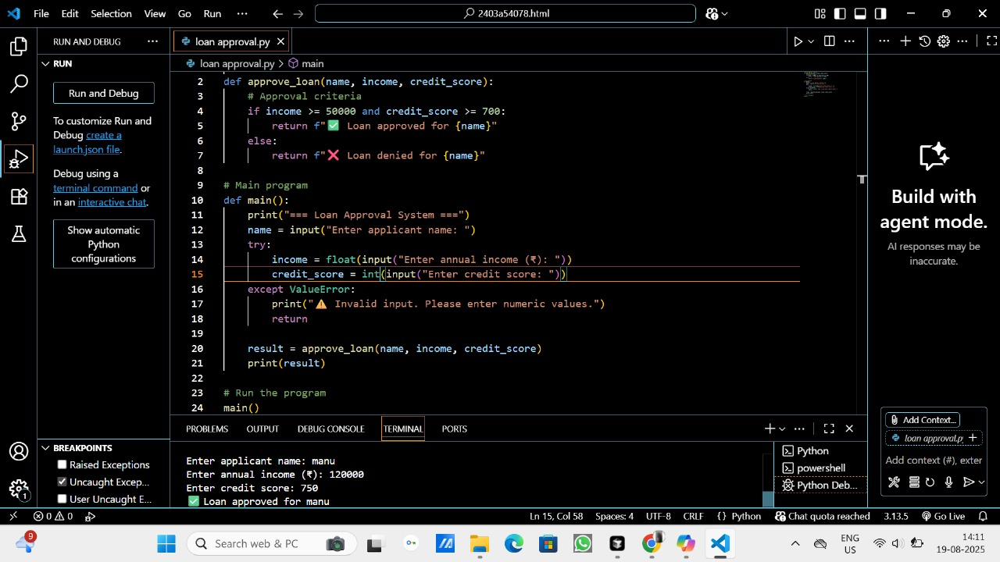 File Edit Selection View Go Run ··· 2403a54078.html
RUN AND DEBUG ···
loan approval.py
RUN
Run and Debug
To customize Run and
Debug create a
launch.json file.
Debug using a
terminal command or
in an interactive chat.
Show automatic
Python
configurations
BREAKPOINTS
Raised Exceptions
Uncaught Excep...
User Uncaught E...
loan approval.py > main
2 def approve_loan(name, income, credit_score):
3 # Approval criteria
4 if income >= 50000 and credit_score >= 700:
5 return f"✅ Loan approved for {name}"
6 else:
7 return f"❌ Loan denied for {name}"
8
9 # Main program
10 def main():
11 print("=== Loan Approval System ===")
12 name = input("Enter applicant name: ")
13 try:
14 income = float(input("Enter annual income (₹): "))
15 credit_score = int(input("Enter credit score: "))
16 except ValueError:
17 print("⚠️ Invalid input. Please enter numeric values.")
18 return
19
20 result = approve_loan(name, income, credit_score)
21 print(result)
22
23 # Run the program
24 main()
PROBLEMS OUTPUT DEBUG CONSOLE TERMINAL PORTS
Enter applicant name: manu
Enter annual income (₹): 120000
Enter credit score: 750
✅ Loan approved for manu
Python
powershell
Python Deb...
Build with
agent mode.
AI responses may be
inaccurate.
Add Context...
loan approval.py
Add context (#), exter
0 0 Ln 15, Col 58 Spaces: 4 UTF-8 CRLF {} Python Chat quota reached 3.13.5 Go Live
9 Search web & PC ENG
US
14:11
19-08-2025